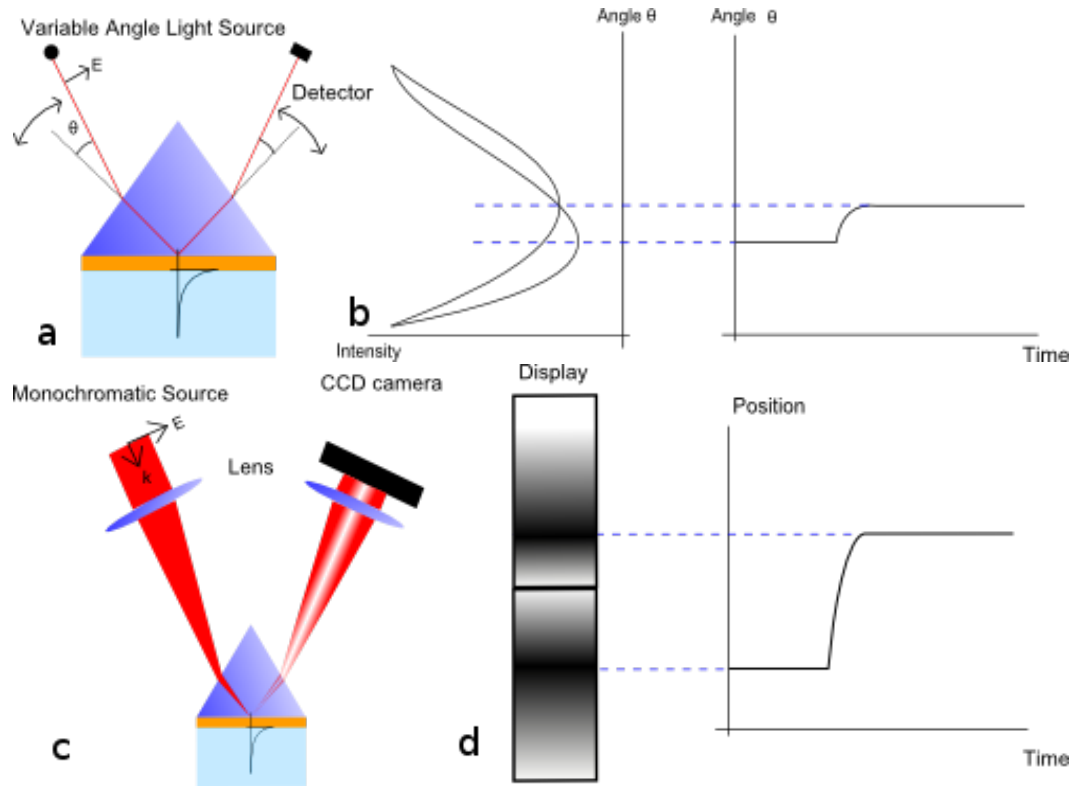 Variable Angle Light Source
E
Detector
θ
a
Angle θ
Angle θ
b
Intensity
Time
Monochromatic Source
CCD camera
E
k
Lens
c
Display
Position
d
Time